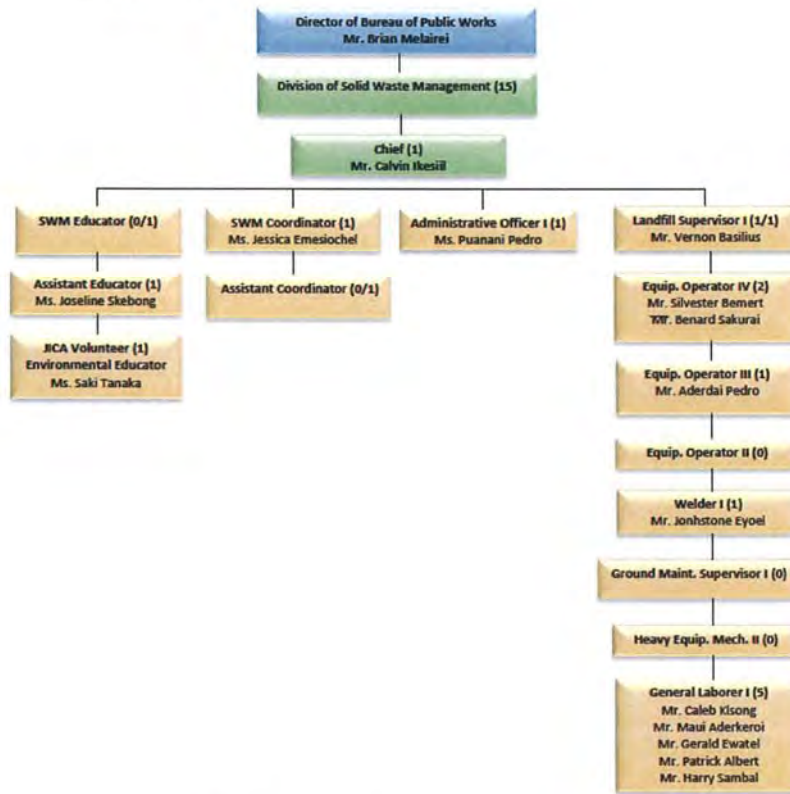 Director of Bureau of Public Works
Mr. Brian Melairei
Division of Solid Waste Management (15)
Chief (1)
Mr. Calvin Ikesiil
SWM Educator (0/1)
Assistant Educator (1)
Ms. Joseline Skebong
JICA Volunteer (1)
Environmental Educator
Ms. Saki Tanaka
SWM Coordinator (1)
Ms. Jessica Emesiochel
Assistant Coordinator (0/1)
Administrative Officer I (1)
Ms. Puanani Pedro
Landfill Supervisor I (1/1)
Mr. Vernon Basilius
Equip. Operator IV (2)
Mr. Silvester Bemert
Mr. Benard Sakurai
Equip. Operator III (1)
Mr. Aderdai Pedro
Equip. Operator II (0)
Welder I (1)
Mr. Jonhstone Eyoel
Ground Maint. Supervisor I (0)
Heavy Equip. Mech. II (0)
General Laborer I (5)
Mr. Caleb Kisong
Mr. Maui Aderkeroi
Mr. Gerald Ewatel
Mr. Patrick Albert
Mr. Harry Sambal